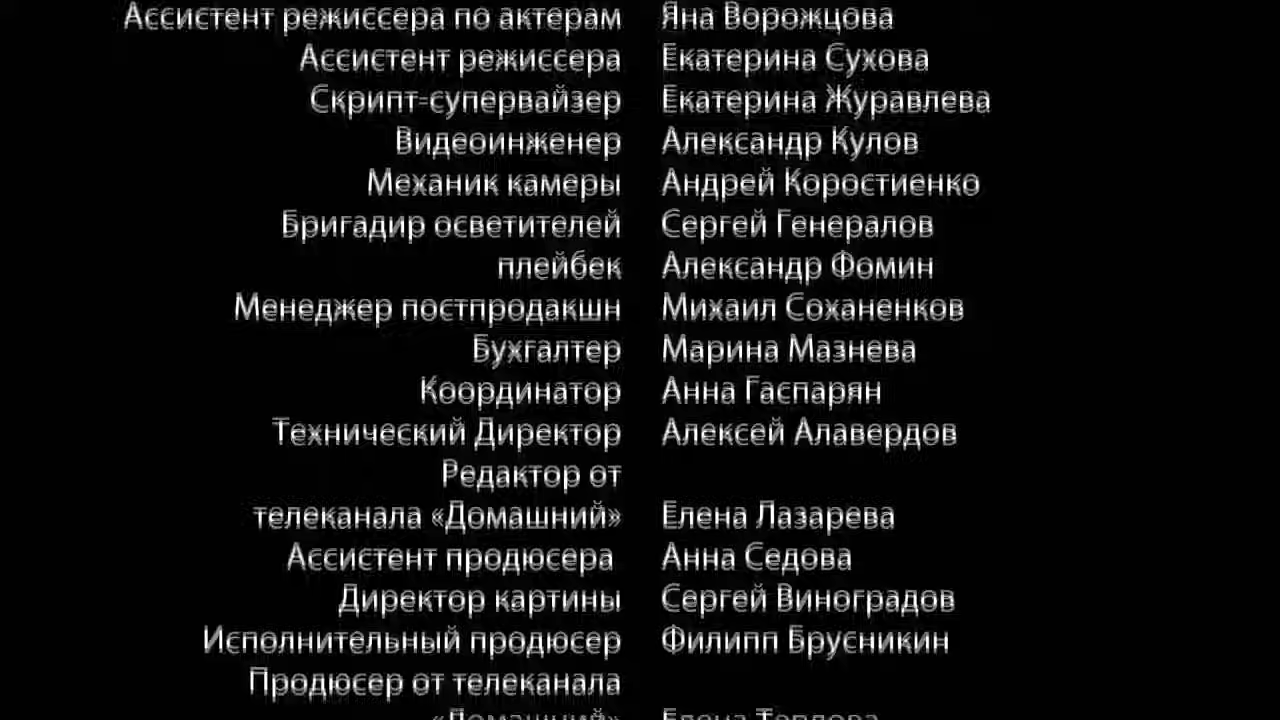 Ассистент режиссера по актерам Яна Ворожцова
Ассистент режиссера Екатерина Сухова
Скрипт-супервайзер Екатерина Журавлева
Видеоинженер Александр Кулов
Механик камеры Андрей Коростиенко
Бригадир осветителей Сергей Генералов
плейбек Александр Фомин
Менеджер постпродакшн Михаил Соханенков
Бухгалтер Марина Мазнева
Координатор Анна Гаспарян
Технический Директор Алексей Алавердов
Редактор от
телеканала «Домашний» Елена Лазарева
Ассистент продюсера Анна Седова
Директор картины Сергей Виноградов
Исполнительный продюсер Филипп Брусникин
Продюсер от телеканала
«Домашний» Елена